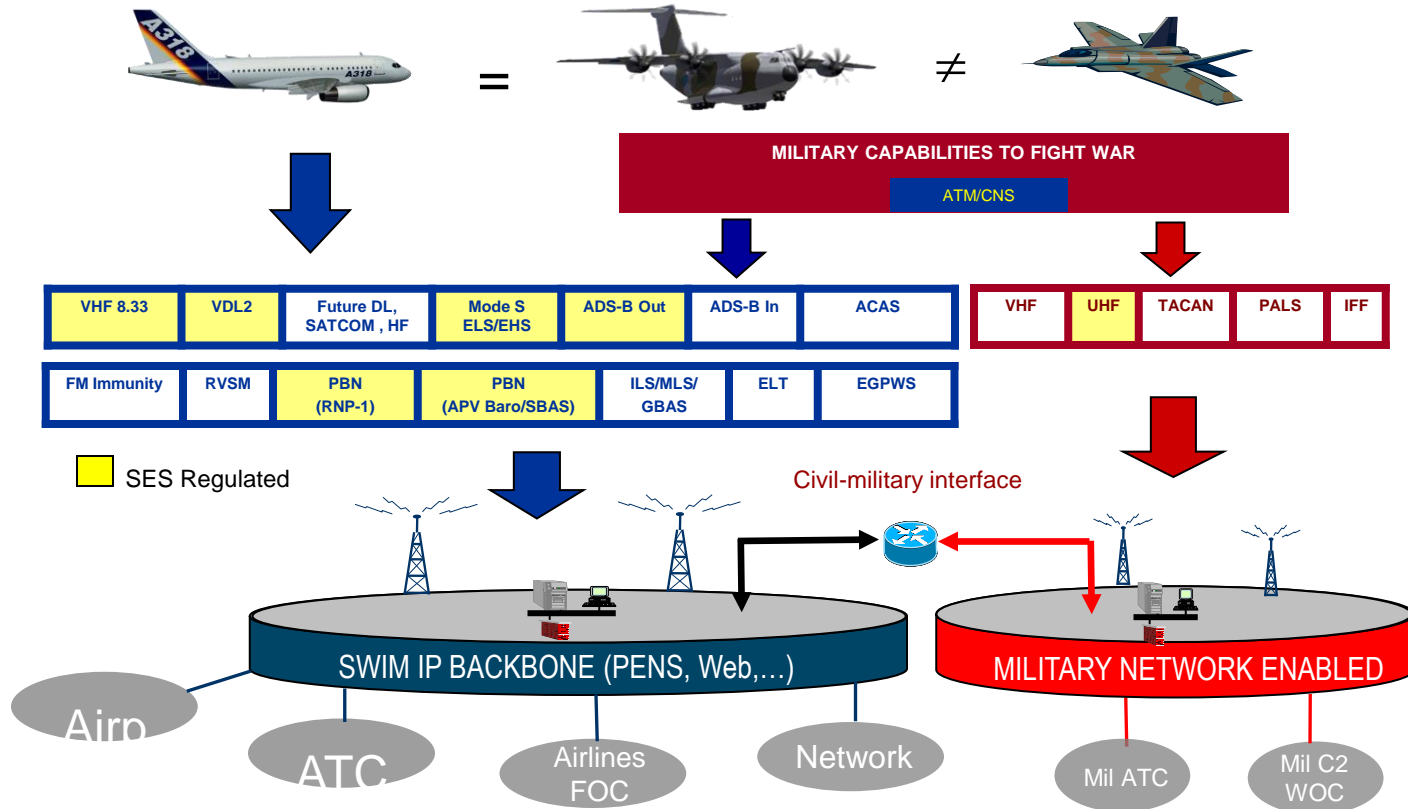 A318
A318
=
≠
MILITARY CAPABILITIES TO FIGHT WAR
ATM/CNS
VHF 8.33
VDL2
Future DL,
SATCOM , HF
Mode S
ELS/EHS
ADS-B Out
ADS-B In
ACAS
VHF
UHF
TACAN
PALS
IFF
FM Immunity
RVSM
PBN
(RNP-1)
PBN
(APV Baro/SBAS)
ILS/MLS/
GBAS
ELT
EGPWS
SES Regulated
Civil-military interface
SWIM IP BACKBONE (PENS, Web,...)
MILITARY NETWORK ENABLED
Airp
ATC
Airlines
FOC
Network
Mil ATC
Mil C2
WOC